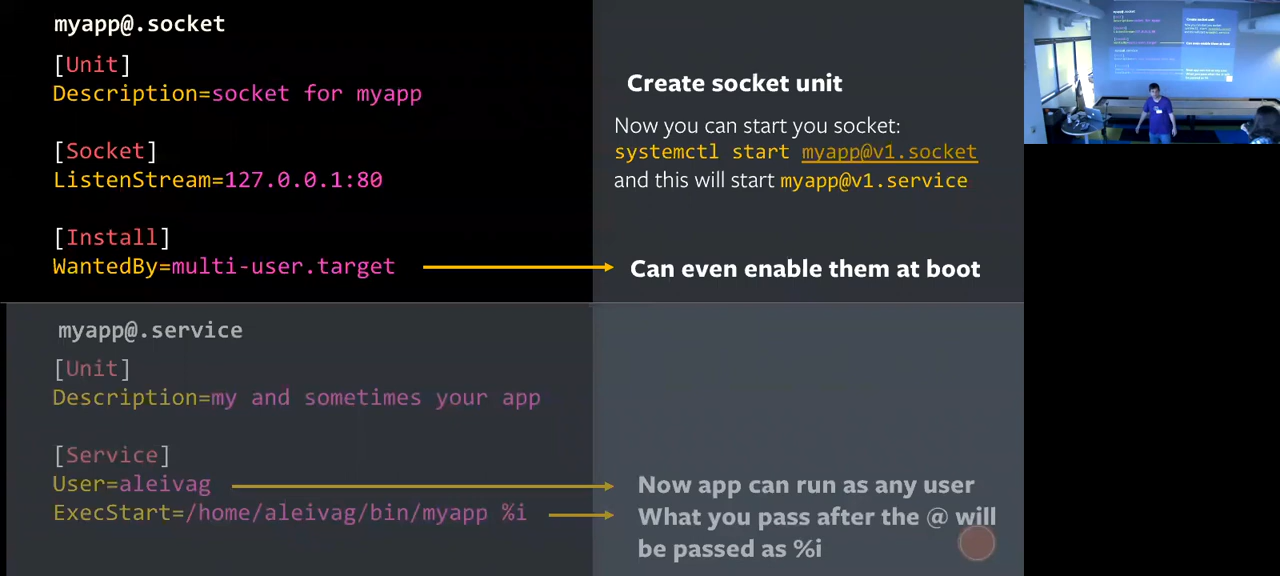 myapp@.socket
[Unit]
Description=socket for myapp
[Socket]
ListenStream=127.0.0.1:80
[Install]
WantedBy=multi-user.target
Create socket unit
Now you can start you socket:
systemctl start myapp@v1.socket
and this will start myapp@v1.service
Can even enable them at boot
myapp@.service
[Unit]
Description=my and sometimes your app
[Service]
User=aleivag
ExecStart=/home/aleivag/bin/myapp %i
Now app can run as any user
What you pass after the @ will
be passed as %i